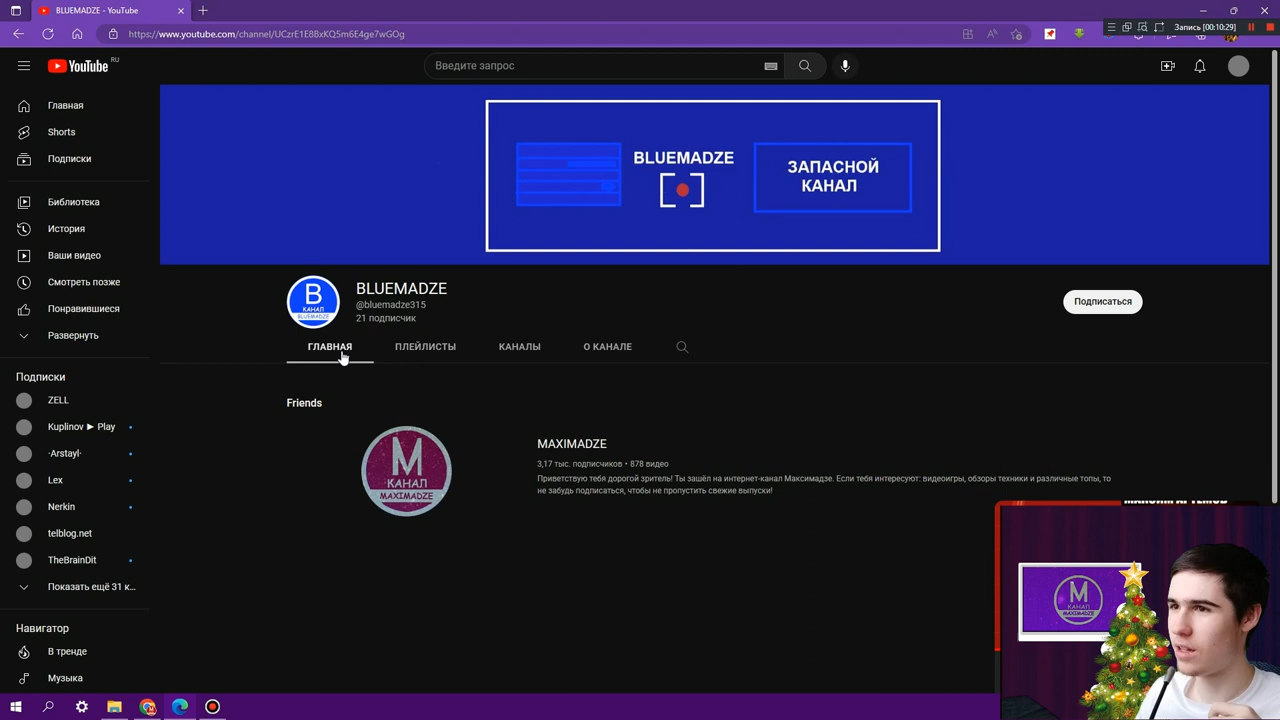 BLUEMADZE - YouTube
https://www.youtube.com/channel/UCzrE1E8BxKQ5m6E4ge7wGOg
Запись [00:10:29]
YouTube RU
Введите запрос
Главная
Shorts
Подписки
Библиотека
История
Ваши видео
Смотреть позже
Понравившиеся
Развернуть
Подписки
ZELL
Kuplinov ► Play
·Arstayl·
Lex
Nerkin
telblog.net
TheBrainDit
Показать ещё 31 к...
Навигатор
В тренде
Музыка
BLUEMADZE
ЗАПАСНОЙ
КАНАЛ
B
КАНАЛ
BLUEMADZE
BLUEMADZE
@bluemadze315
21 подписчик
Подписаться
ГЛАВНАЯ
ПЛЕЙЛИСТЫ
КАНАЛЫ
О КАНАЛЕ
Friends
M
КАНАЛ
MAXIMADZE
MAXIMADZE
3,17 тыс. подписчиков • 878 видео
Приветствую тебя дорогой зритель! Ты зашёл на интернет-канал Максимадзе. Если тебя интересуют: видеоигры, обзоры техники и различные топы, то
не забудь подписаться, чтобы не пропустить свежие выпуски!
M
КАНАЛ
MAXIMADZE